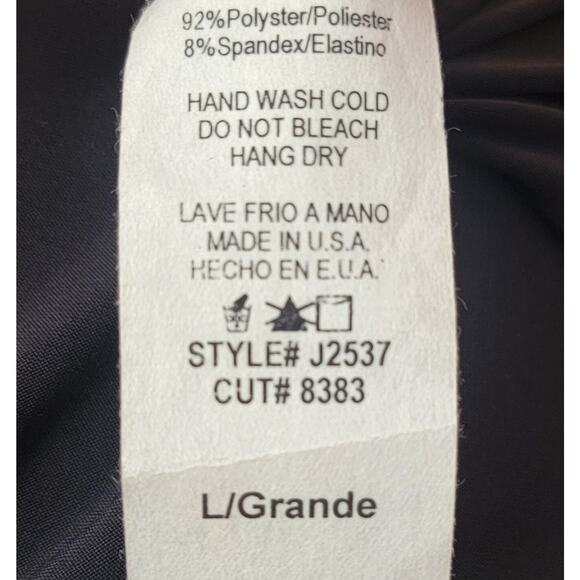 92%Polyster/Poliester
8%Spandex/Elastino
HAND WASH COLD
DO NOT BLEACH
HANG DRY
LAVE FRIO A MANO
MADE IN U.S.A.
HECHO EN E.U.A.
STYLE# J2537
CUT# 8383
L/Grande